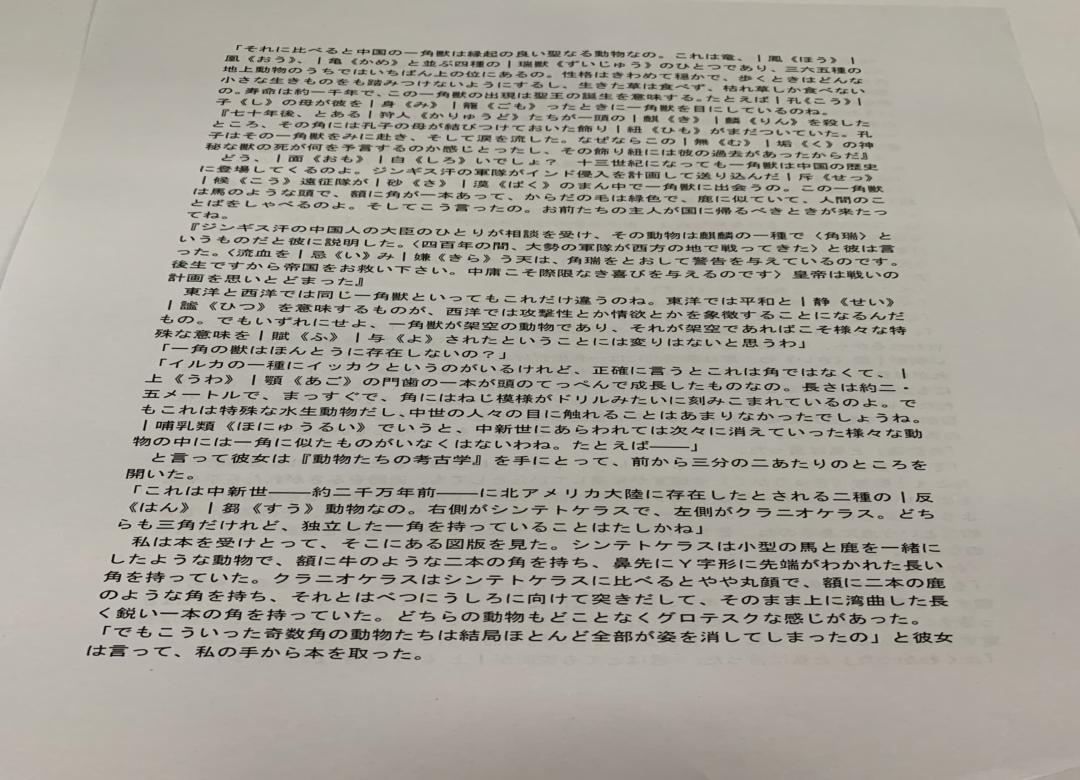 「それに比べると中国の一角獣は縁起の良い聖なる動物なの。これは竜、｜鳳《ほう》｜
凰《おう》、｜亀《かめ》と並ぶ四種の｜瑞獣《ずいじゅう》のひとつであり、三六五種の
地上動物のうちではいちばん上の位にあるの。性格はきわめて穏かで、歩くときはどんな
小さな生きものをも踏みつけないようにするし、生きた草は食べず、枯れ草しか食べない
の。寿命は約一千年で、この一角獣の出現は聖王の誕生を意味する。たとえば｜孔《こう》｜
子《し》の母が彼を｜身《み》｜籠《ごも》ったときに一角獣を目にしているのね。
『七十年後、とある｜狩人《かりゅうど》たちが一頭の｜麒《き》｜麟《りん》を殺した
ところ、その角には孔子の母が結びつけておいた飾り｜紐《ひも》がまだついていた。孔
子はその一角獣をみに赴き、そして涙を流した。なぜならこの｜無《む》｜垢《く》の神
秘な獣の死が何を予言するのか感じとったし、その飾り紐には彼の過去があったからだ』
どう、｜面《おも》｜白《しろ》いでしょ？　十三世紀になっても一角獣は中国の歴史
に登場してくるのよ。ジンギス汗の軍隊がインド侵入を計画して送り込んだ｜斥《せっ》
｜候《こう》遠征隊が｜砂《さ》｜漠《ばく》のまん中で一角獣に出会うの。この一角獣
は馬のような頭で、額に角が一本あって、からだの毛は緑色で、鹿に似ていて、人間のこ
とばをしゃべるのよ。そしてこう言ったの。お前たちの主人が国に帰るべきときが来たっ
てね。
『ジンギス汗の中国人の大臣のひとりが相談を受け、その動物は麒麟の一種で〈角瑞〉と
いうものだと彼に説明した。〈四百年の間、大勢の軍隊が西方の地で戦ってきた〉と彼は言
った。〈流血を｜忌《い》み｜嫌《きら》う天は、角瑞をとおして警告を与えているのです。
後生ですから帝国をお救い下さい。中庸こそ際限なき喜びを与えるのです〉皇帝は戦いの
計画を思いとどまった』
東洋と西洋では同じ一角獣といってもこれだけ違うのね。東洋では平和と｜静《せい》
｜謐《ひつ》を意味するものが、西洋では攻撃性とか情欲とかを象徴することになるんだ
もの。でもいずれにせよ、一角獣が架空の動物であり、それが架空であればこそ様々な特
殊な意味を｜賦《ふ》｜与《よ》されたということには変りはないと思うわ」
「一角の獣はほんとうに存在しないの？」
「イルカの一種にイッカクというのがいるけれど、正確に言うとこれは角ではなくて、｜
上《うわ》｜顎《あご》の門歯の一本が頭のてっぺんで成長したものなの。長さは約二・
五メートルで、まっすぐで、角にはねじ模様がドリルみたいに刻みこまれているのよ。で
もこれは特殊な水生動物だし、中世の人々の目に触れることはあまりなかったでしょうね。
｜哺乳類《ほにゅうるい》でいうと、中新世にあらわれては次々に消えていった様々な動
物の中には一角に似たものがいなくはないわね。たとえば――」
と言って彼女は『動物たちの考古学』を手にとって、前から三分の二あたりのところを
開いた。
「これは中新世――約二千万年前――に北アメリカ大陸に存在したとされる二種の｜反
《はん》｜芻《すう》動物なの。右側がシンテトケラスで、左側がクラニオケラス。どち
らも三角だけれど、独立した一角を持っていることはたしかね」
私は本を受けとって、そこにある図版を見た。シンテトケラスは小型の馬と鹿を一緒に
したような動物で、額に牛のような二本の角を持ち、鼻先にＹ字形に先端がわかれた長い
角を持っていた。クラニオケラスはシンテトケラスに比べるとやや丸顔で、額に二本の鹿
のような角を持ち、それとはべつにうしろに向けて突きだして、そのまま上に湾曲した長
く鋭い一本の角を持っていた。どちらの動物もどことなくグロテスクな感じがあった。
「でもこういった奇数角の動物たちは結局ほとんど全部が姿を消してしまったの」と彼女
は言って、私の手から本を取った。